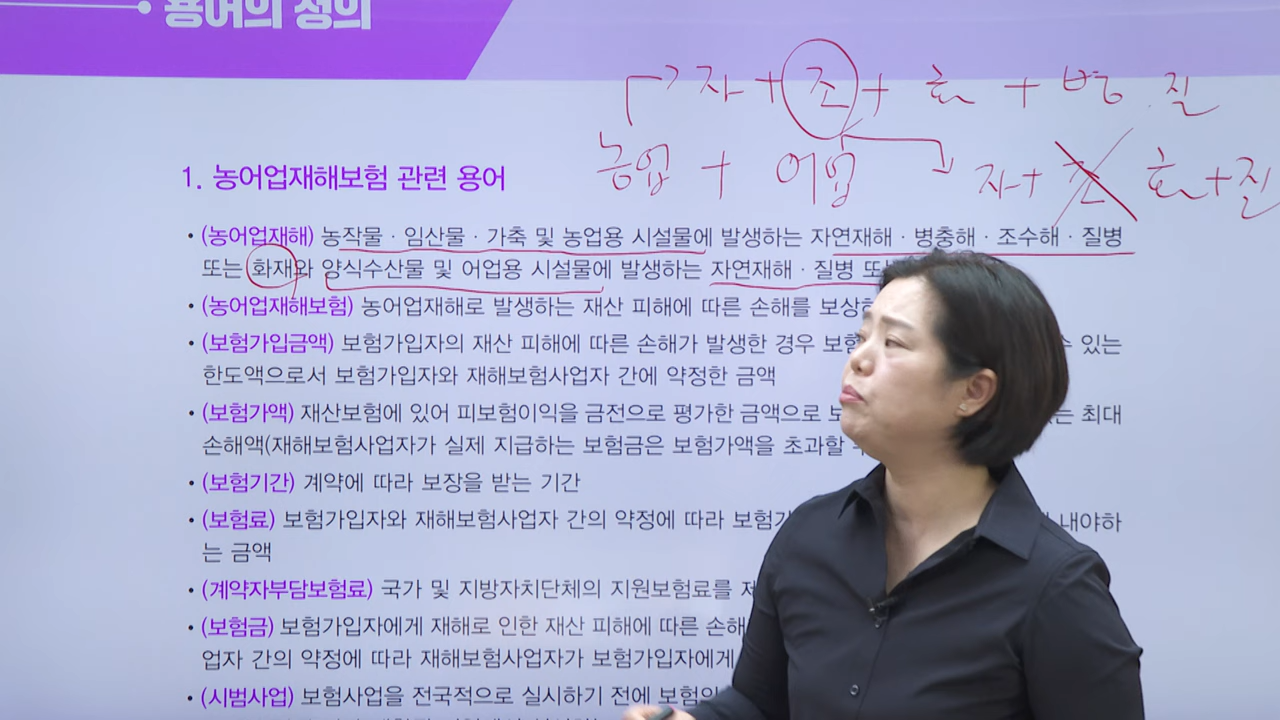 용어의 정의
자 + 조 + 화 + 병 질
농업 + 어업
자+ 조 화+질
1. 농어업재해보험 관련 용어
• (농어업재해) 농작물 · 임산물 · 가축 및 농업용 시설물에 발생하는 자연재해 · 병충해 · 조수해 · 질병
또는 화재와 양식수산물 및 어업용 시설물에 발생하는 자연재해 · 질병 또는
• (농어업재해보험) 농어업재해로 발생하는 재산 피해에 따른 손해를 보상하
• (보험가입금액) 보험가입자의 재산 피해에 따른 손해가 발생한 경우 보험 수 있는
한도액으로서 보험가입자와 재해보험사업자 간에 약정한 금액
• (보험가액) 재산보험에 있어 피보험이익을 금전으로 평가한 금액으로 보 는 최대
손해액(재해보험사업자가 실제 지급하는 보험금은 보험가액을 초과할
• (보험기간) 계약에 따라 보장을 받는 기간
• (보험료) 보험가입자와 재해보험사업자 간의 약정에 따라 보험가 내야하
는 금액
• (계약자부담보험료) 국가 및 지방자치단체의 지원보험료를 제
• (보험금) 보험가입자에게 재해로 인한 재산 피해에 따른 손해
업자 간의 약정에 따라 재해보험사업자가 보험가입자에게
• (시범사업) 보험사업을 전국적으로 실시하기 전에 보험의